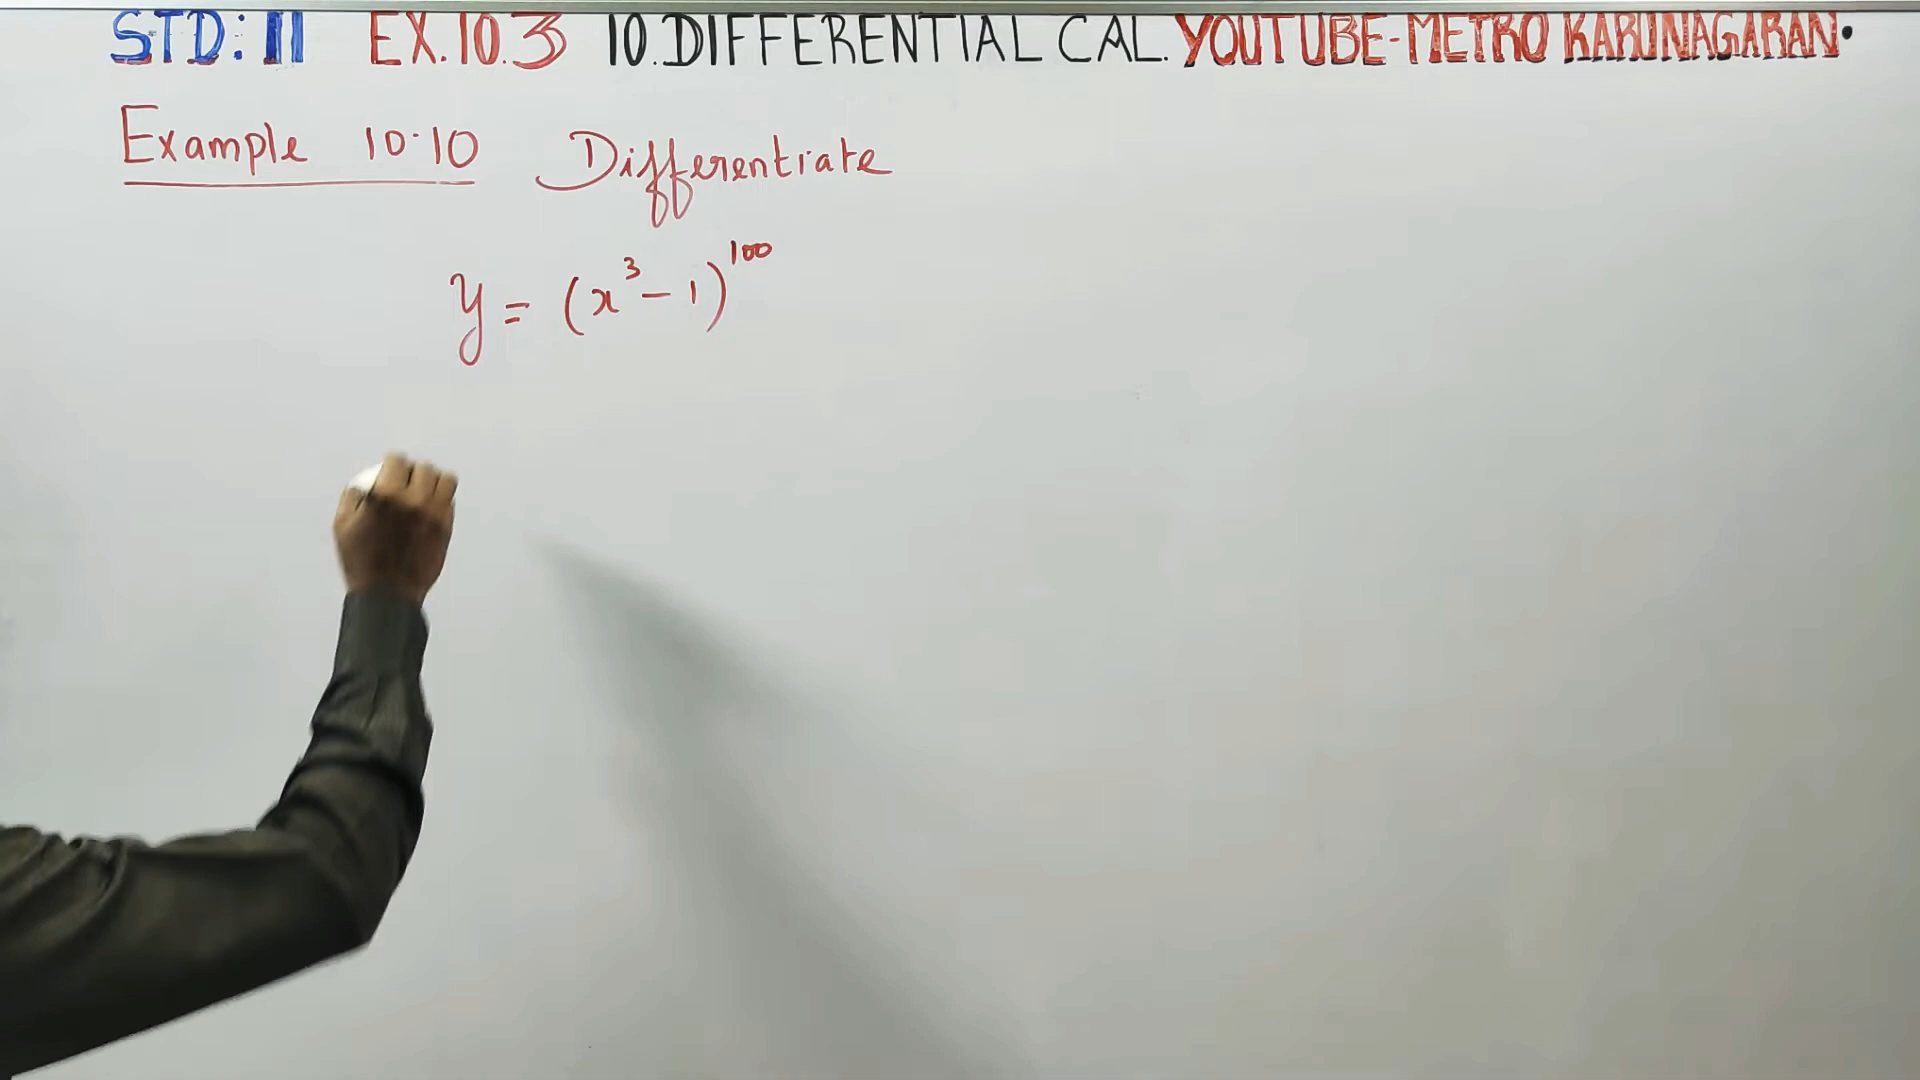 STD: 11 EX.10.3 10.DIFFERENTIAL CAL. YOUTUBE-METRO KARUNAGARAN.
Example 10.10 Differentiate
y = (x³ - 1)¹⁰⁰